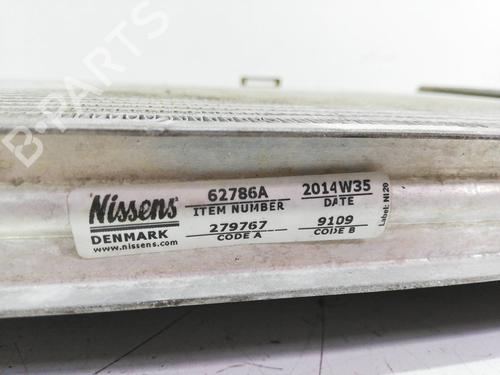 B-PARTS
Nissens
DENMARK
www.nissens.com
62786A
ITEM NUMBER
279767
CODE A
2014W35
DATE
9109
CODE B
Label: NI20